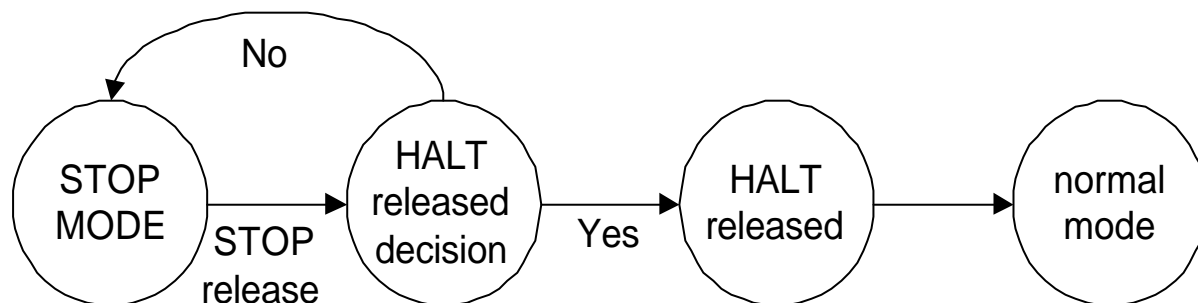 No
STOP
MODE
STOP
release
HALT
released
decision
Yes
HALT
released
normal
mode